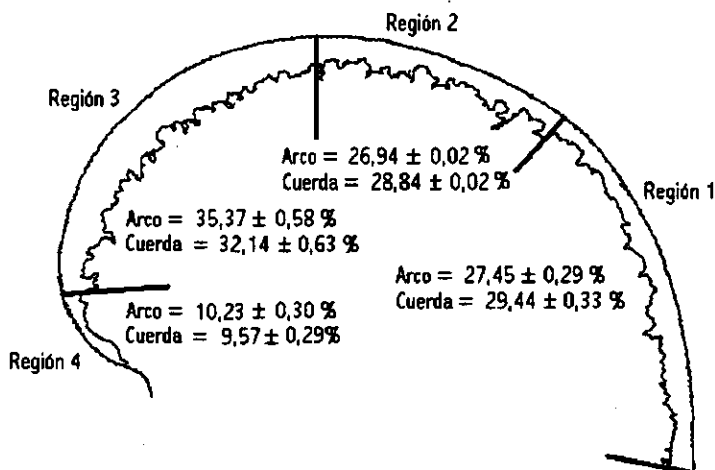 Región 2
Región 3
Arco = 26,94 ± 0,02 %
Cuerda = 28,84 ± 0,02 %
Región 1
Arco = 35,37 ± 0,58 %
Cuerda = 32,14 ± 0,63 %
Arco = 27,45 ± 0,29 %
Cuerda = 29,44 ± 0,33 %
Arco = 10,23 ± 0,30 %
Cuerda = 9,57 ± 0,29%
Región 4